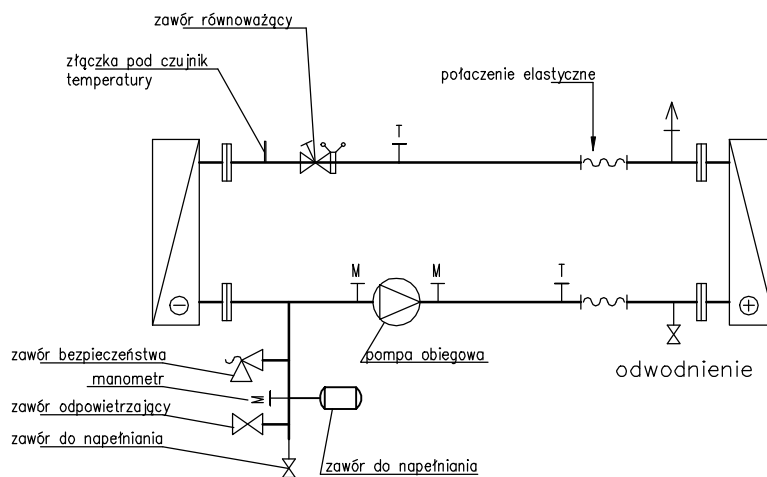 zawór równoważący
złączka pod czujnik
temperatury
połaczenie elastyczne
T
M
M
T
zawór bezpieczeństwa
pompa obiegowa
odwodnienie
manometr
M
zawór odpowietrzający
zawór do napełniania
zawór do napełniania